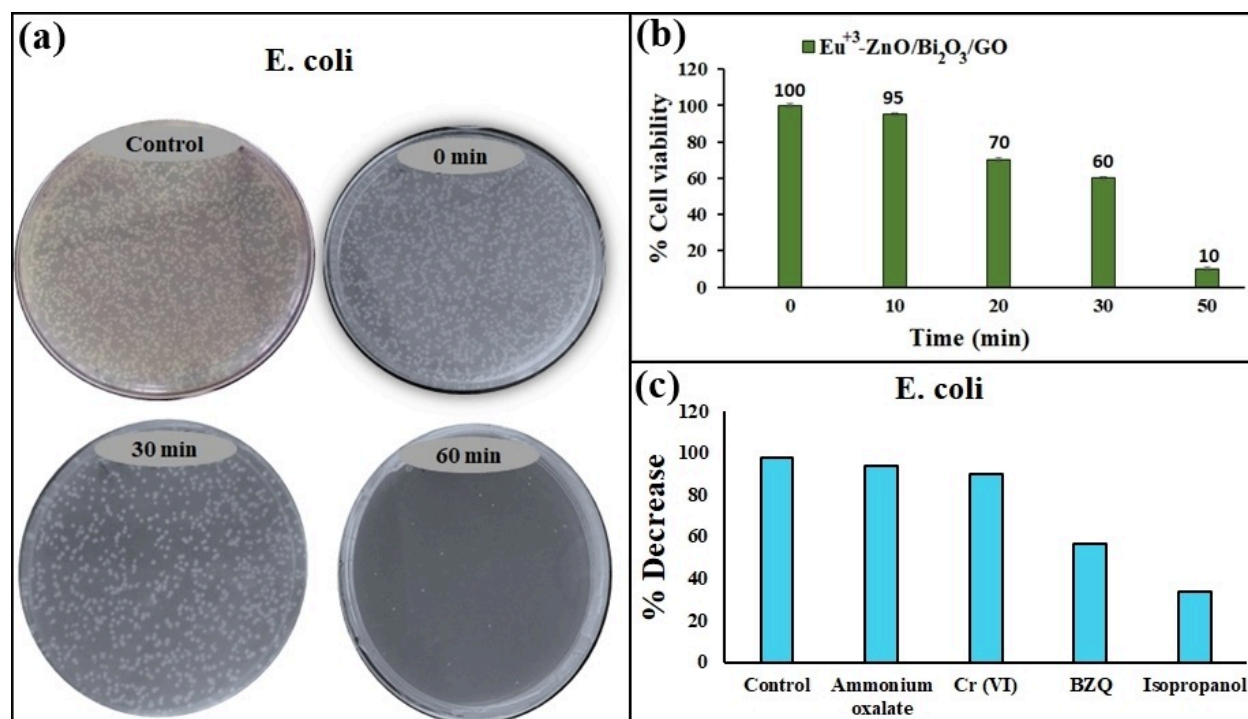 (a)
E. coli
Control
0 min
30 min
60 min
(b)
Eu⁺³-ZnO/Bi₂O₃/GO
120
100
80
60
40
20
0
% Cell viability
100
95
70
60
10
0
10
20
30
50
Time (min)
(c)
E. coli
120
100
80
60
40
20
0
% Decrease
Control
Ammonium
oxalate
Cr (VI)
BZQ
Isopropanol